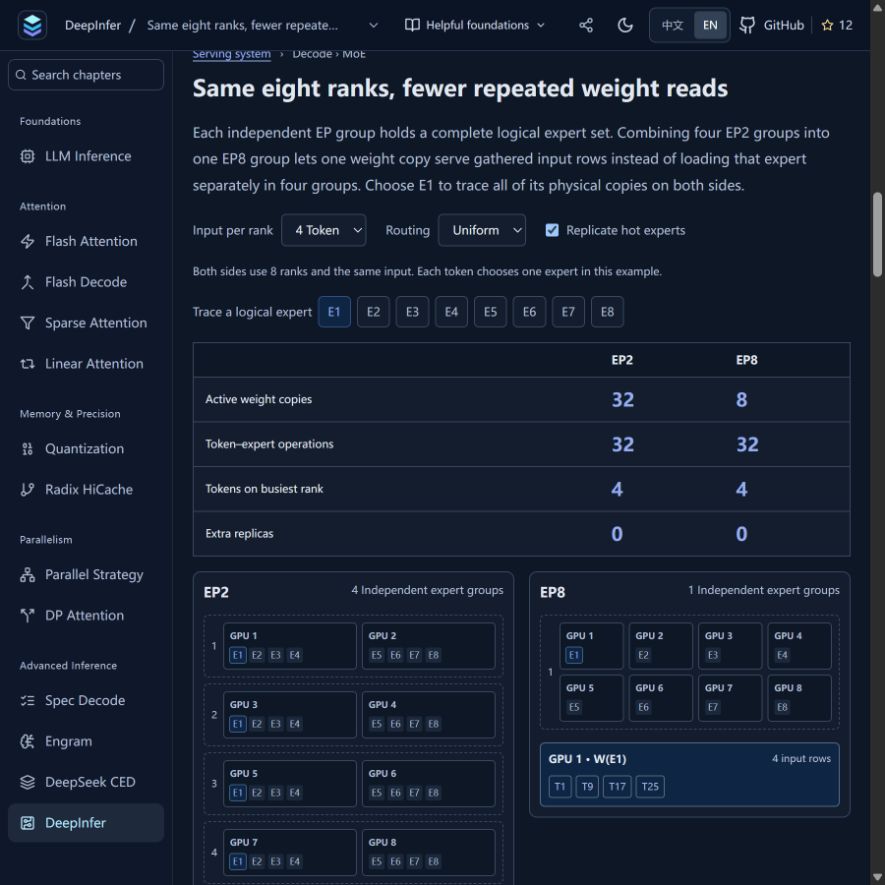 DeepInfer / Same eight ranks, fewer repeate...
Helpful foundations
中文 EN GitHub 12
Search chapters
Foundations
LLM Inference
Attention
Flash Attention
Flash Decode
Sparse Attention
Linear Attention
Memory & Precision
Quantization
Radix HiCache
Parallelism
Parallel Strategy
DP Attention
Advanced Inference
Spec Decode
Engram
DeepSeek CED
DeepInfer
Serving system › Decode › MoE
Same eight ranks, fewer repeated weight reads
Each independent EP group holds a complete logical expert set. Combining four EP2 groups into
one EP8 group lets one weight copy serve gathered input rows instead of loading that expert
separately in four groups. Choose E1 to trace all of its physical copies on both sides.
Input per rank 4 Token Routing Uniform Replicate hot experts
Both sides use 8 ranks and the same input. Each token chooses one expert in this example.
Trace a logical expert E1 E2 E3 E4 E5 E6 E7 E8
EP2 EP8
Active weight copies 32 8
Token–expert operations 32 32
Tokens on busiest rank 4 4
Extra replicas 0 0
EP2 4 Independent expert groups
1
GPU 1 GPU 2
E1 E2 E3 E4 E5 E6 E7 E8
2
GPU 3 GPU 4
E1 E2 E3 E4 E5 E6 E7 E8
3
GPU 5 GPU 6
E1 E2 E3 E4 E5 E6 E7 E8
4
GPU 7 GPU 8
E1 E2 E3 E4 E5 E6 E7 E8
EP8 1 Independent expert groups
1
GPU 1 GPU 2 GPU 3 GPU 4
E1 E2 E3 E4
GPU 5 GPU 6 GPU 7 GPU 8
E5 E6 E7 E8
GPU 1 • W(E1) 4 input rows
T1 T9 T17 T25